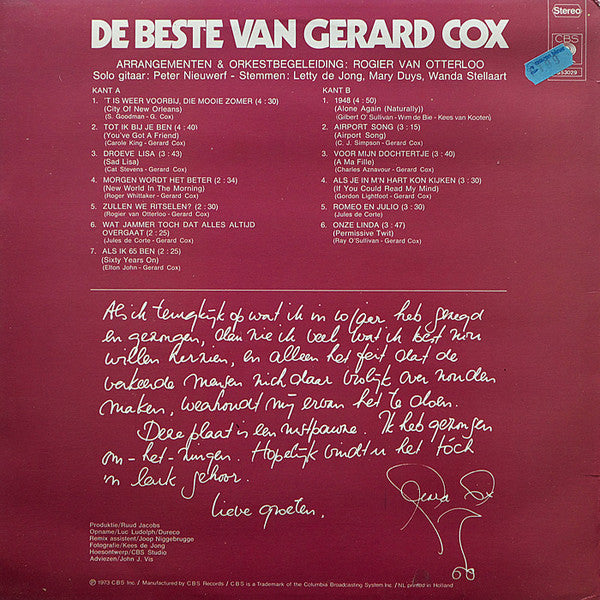 DE BESTE VAN GERARD COX
Stereo
CBS
S53029
ARRANGEMENTEN & ORKESTBEGELEIDING: ROGIER VAN OTTERLOO
Solo gitaar: Peter Nieuwerf - Stemmen: Letty de Jong, Mary Duys, Wanda Stellaart
KANT A
1. 'T IS WEER VOORBIJ, DIE MOOIE ZOMER (4 : 30)
(City Of New Orleans)
(S. Goodman - G. Cox)
2. TOT IK BIJ JE BEN (4 : 40)
(You've Got A Friend)
(Carole King - Gerard Cox)
3. DROEVE LISA (3 : 43)
(Sad Lisa)
(Cat Stevens - Gerard Cox)
4. MORGEN WORDT HET BETER (2 : 34)
(New World In The Morning)
(Roger Whittaker - Gerard Cox)
5. ZULLEN WE RITSELEN? (2 : 30)
(Rogier van Otterloo - Gerard Cox)
6. WAT JAMMER TOCH DAT ALLES ALTIJD
OVERGAAT (2 : 25)
(Jules de Corte - Gerard Cox)
7. ALS IK 65 BEN (2 : 25)
(Sixty Years On)
(Elton John - Gerard Cox)
KANT B
1. 1948 (4 : 50)
(Alone Again (Naturally))
(Gilbert O' Sullivan - Wim de Bie - Kees van Kooten)
2. AIRPORT SONG (3 : 15)
(Airport Song)
(C. J. Simpson - Gerard Cox)
3. VOOR MIJN DOCHTERTJE (4 : 40)
(A Ma Fille)
(Charles Aznavour - Gerard Cox)
4. ALS JE IN M'N HART KON KIJKEN (3 : 30)
(If You Could Read My Mind)
(Gordon Lightfoot - Gerard Cox)
5. ROMEO EN JULIO (3 : 30)
(Jules de Corte)
6. ONZE LINDA (3 : 47)
(Permissive Twit)
(Ray O'Sullivan - Gerard Cox)
Als ik terugkijk op wat ik in 10 jaar heb gezegd
en gezongen, dan zie ik veel wat ik best zou
willen herzien, en alleen het feit dat de
verkeerde mensen zich daar vrolijk over zouden
maken, weerhoudt mij ervan het te doen.
Deze plaat is een rustpauze. Ik heb gezongen
om-het-zingen. Hopelijk vindt u het tóch
'n leuk gehoor.
Lieve groeten,
Gerard Cox
Produktie/Ruud Jacobs
Opname/Luc Ludolph/Dureco
Remix assistent/Joop Niggebrugge
Fotografie/Kees de Jong
Hoesontwerp/CBS Studio
Adviezen/John J. Vis
© 1973 CBS Inc. / Manufactured by CBS Records / CBS is a Trademark of the Columbia Broadcasting System Inc / NL printed in Holland